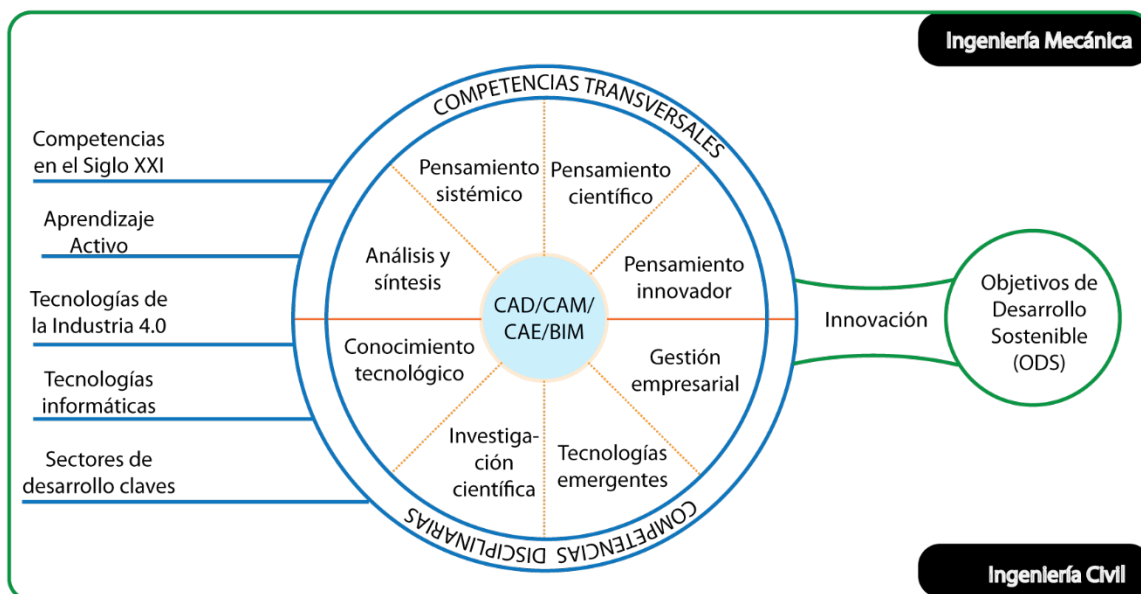 Ingeniería Mecánica
COMPETENCIAS TRANSVERSALES
Competencias
en el Siglo XXI
Aprendizaje
Activo
Tecnologías de
la Industria 4.0
Tecnologías
informáticas
Sectores de
desarrollo claves
Pensamiento
sistémico
Pensamiento
científico
Análisis y
síntesis
Pensamiento
innovador
CAD/CAM/
CAE/BIM
Conocimiento
tecnológico
Gestión
empresarial
Investiga-
ción
científica
Tecnologías
emergentes
COMPETENCIAS DISCIPLINARIAS
Innovación
Objetivos de
Desarrollo
Sostenible
(ODS)
Ingeniería Civil